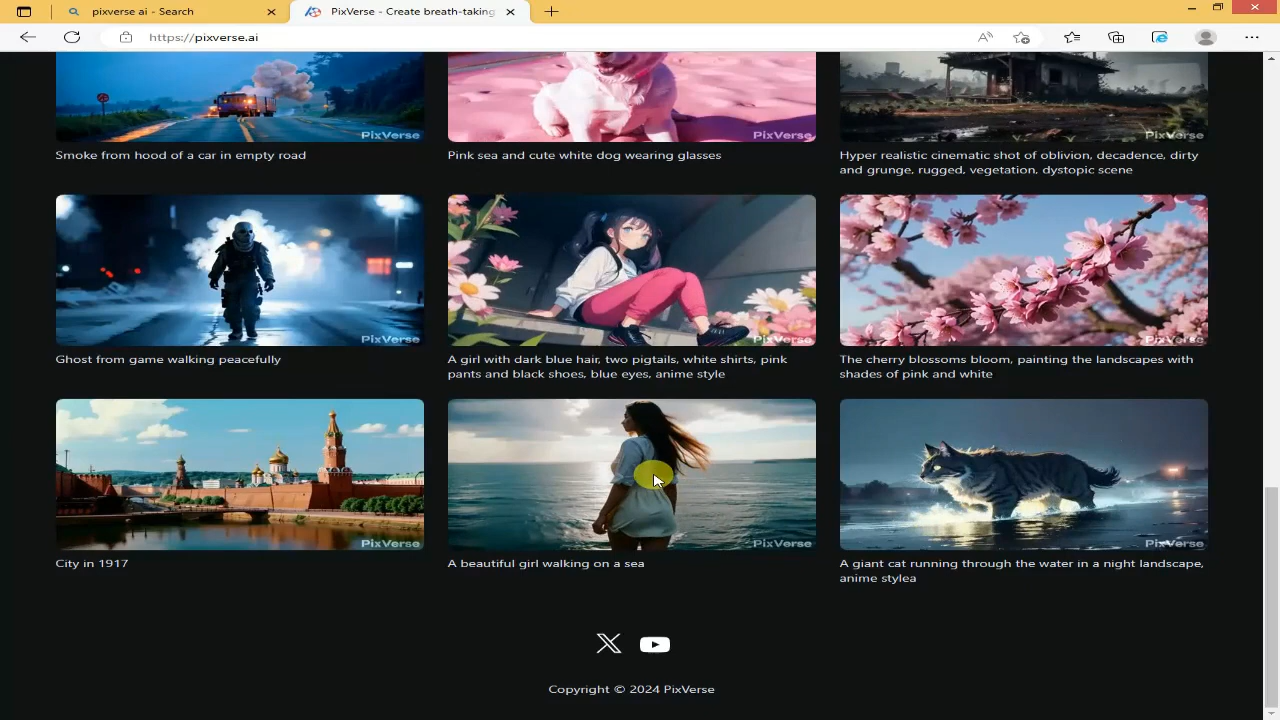 pixverse ai - Search
PixVerse - Create breath-taking
https://pixverse.ai
PixVerse
PixVerse
PixVerse
Smoke from hood of a car in empty road
Pink sea and cute white dog wearing glasses
Hyper realistic cinematic shot of oblivion, decadence, dirty
and grunge, rugged, vegetation, dystopic scene
PixVerse
PixVerse
PixVerse
Ghost from game walking peacefully
A girl with dark blue hair, two pigtails, white shirts, pink
pants and black shoes, blue eyes, anime style
The cherry blossoms bloom, painting the landscapes with
shades of pink and white
PixVerse
PixVerse
PixVerse
City in 1917
A beautiful girl walking on a sea
A giant cat running through the water in a night landscape,
anime stylea
Copyright © 2024 PixVerse